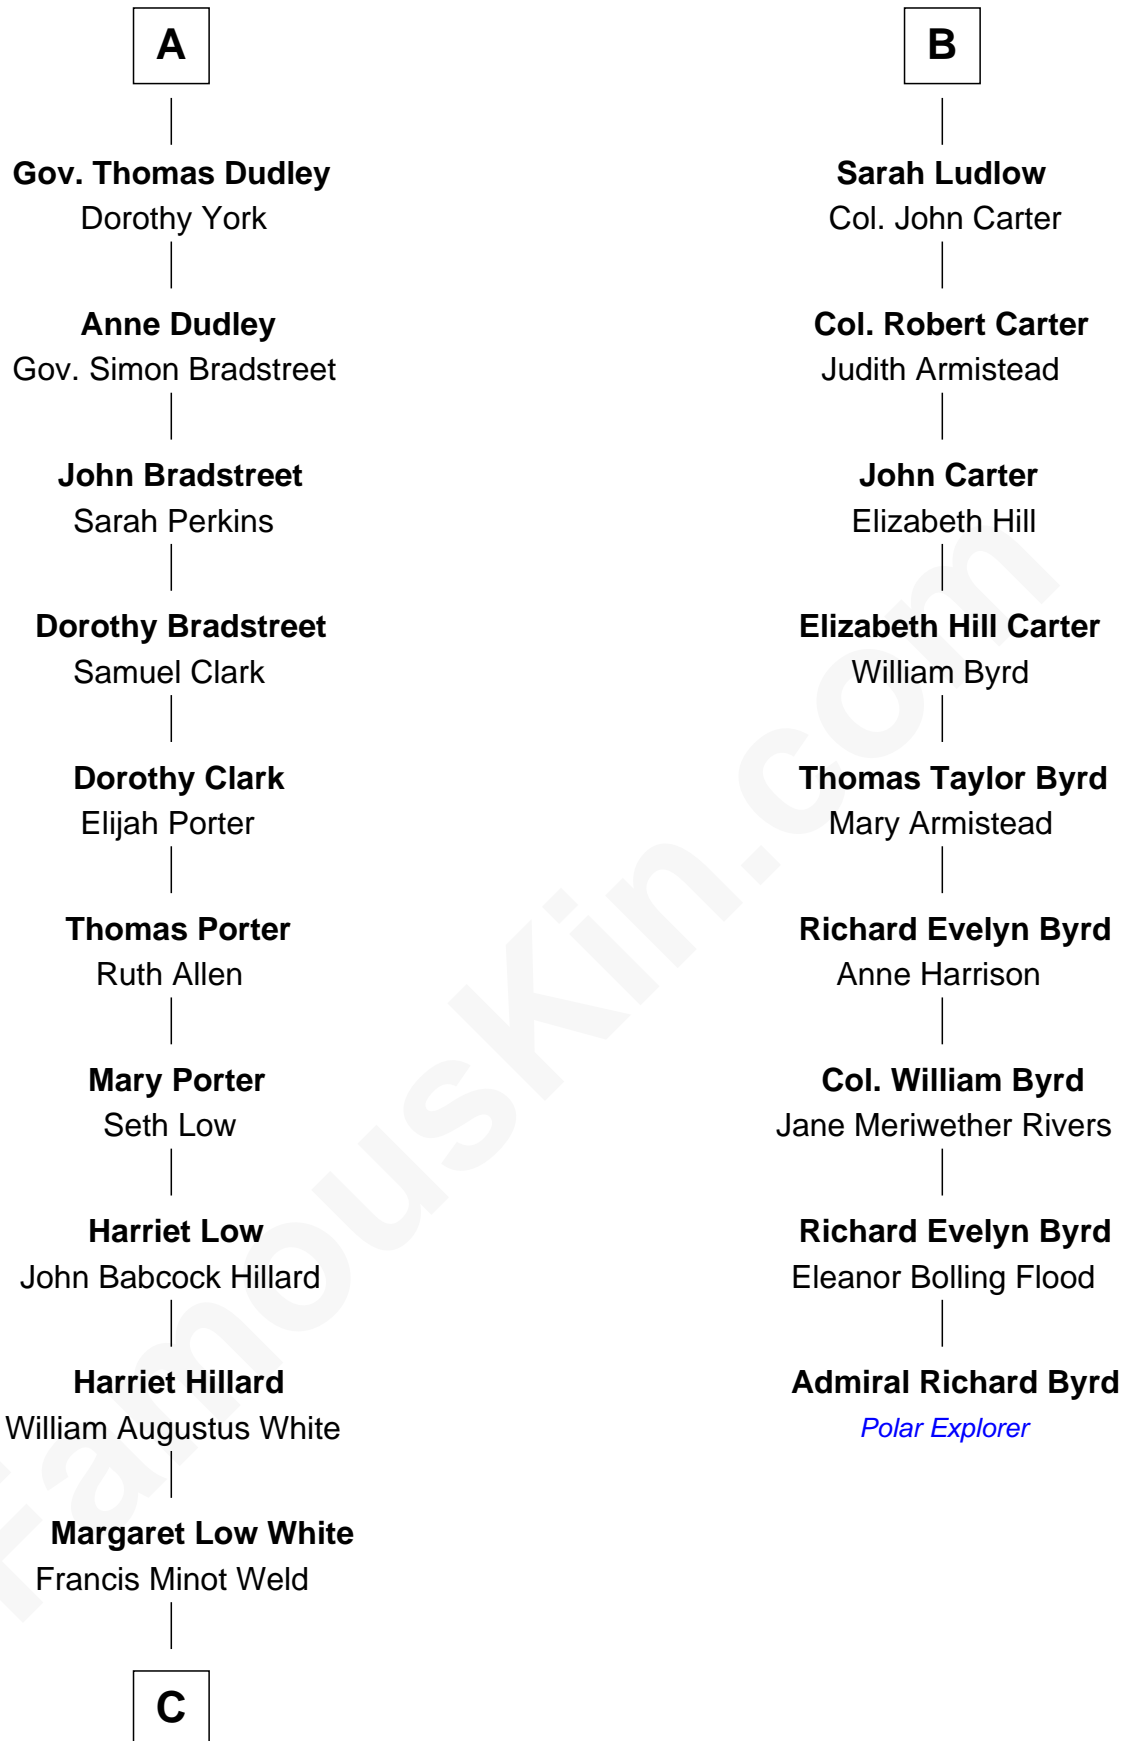 A
Gov. Thomas Dudley
Dorothy York
Anne Dudley
Gov. Simon Bradstreet
John Bradstreet
Sarah Perkins
Dorothy Bradstreet
Samuel Clark
Dorothy Clark
Elijah Porter
Thomas Porter
Ruth Allen
Mary Porter
Seth Low
Harriet Low
John Babcock Hillard
Harriet Hillard
William Augustus White
Margaret Low White
Francis Minot Weld
C
B
Sarah Ludlow
Col. John Carter
Col. Robert Carter
Judith Armistead
John Carter
Elizabeth Hill
Elizabeth Hill Carter
William Byrd
Thomas Taylor Byrd
Mary Armistead
Richard Evelyn Byrd
Anne Harrison
Col. William Byrd
Jane Meriwether Rivers
Richard Evelyn Byrd
Eleanor Bolling Flood
Admiral Richard Byrd
Polar Explorer
FamousKin.com